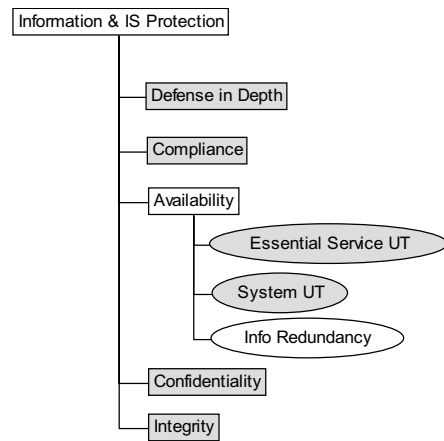 Information & IS Protection
Defense in Depth
Compliance
Availability
Essential Service UT
System UT
Info Redundancy
Confidentiality
Integrity